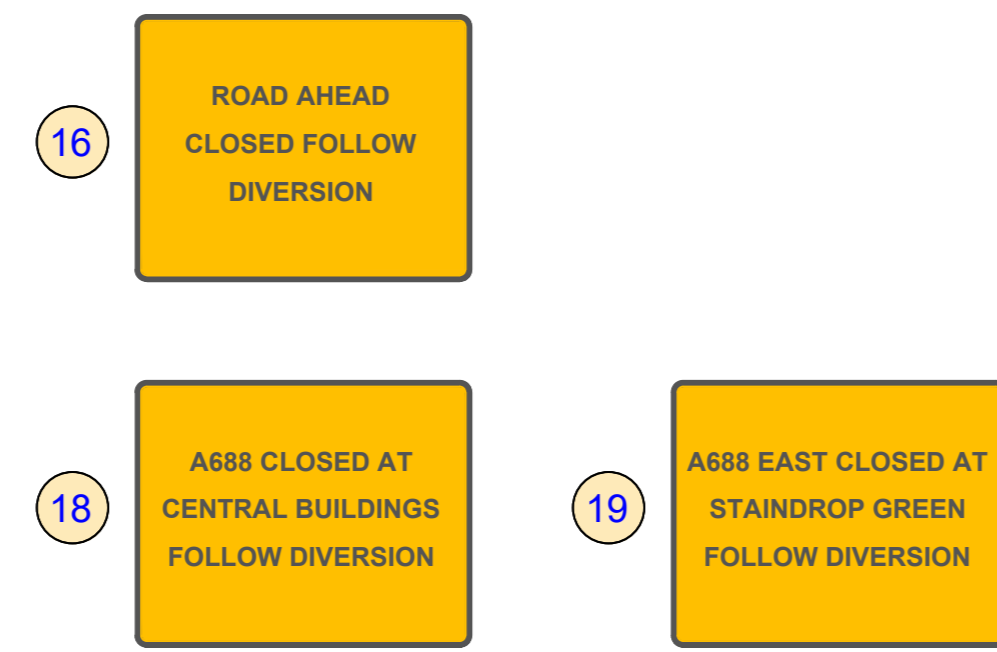 16
ROAD AHEAD
CLOSED FOLLOW
DIVERSION
18
A688 CLOSED AT
CENTRAL BUILDINGS
FOLLOW DIVERSION
19
A688 EAST CLOSED AT
STAINDROP GREEN
FOLLOW DIVERSION